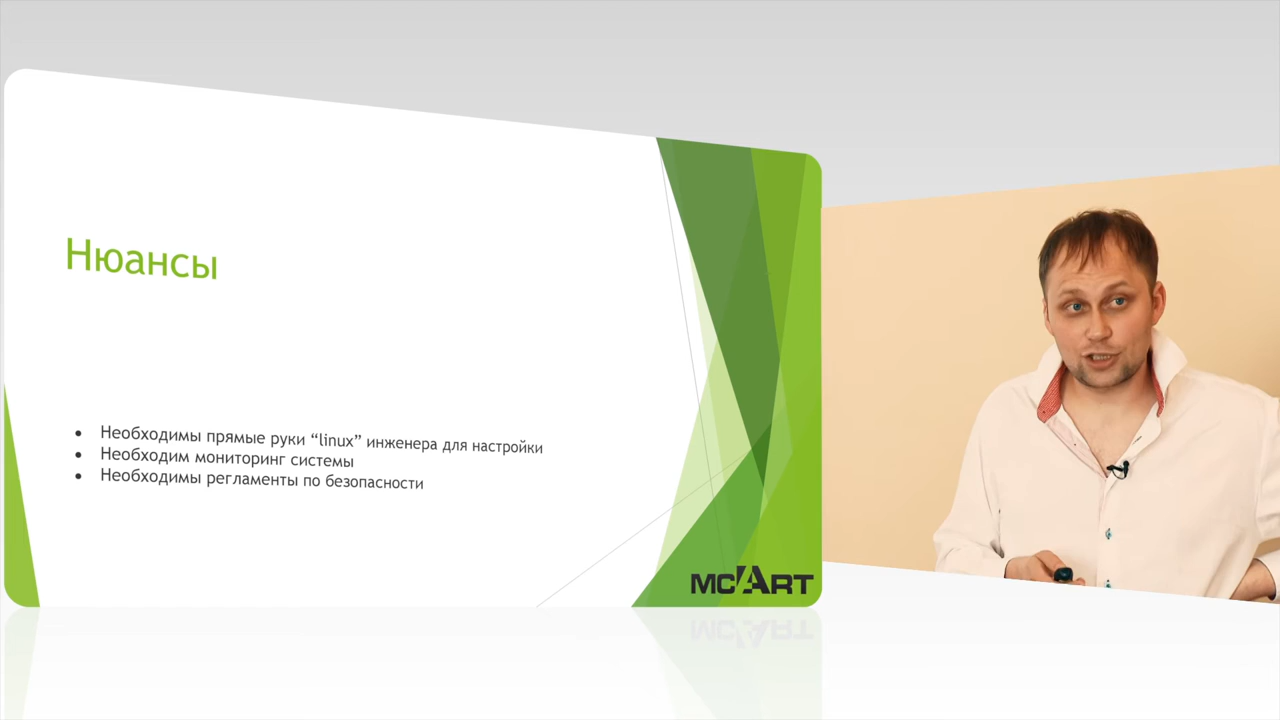 Нюансы
Необходимы прямые руки “linux” инженера для настройки
Необходим мониторинг системы
Необходимы регламенты по безопасности
MCART